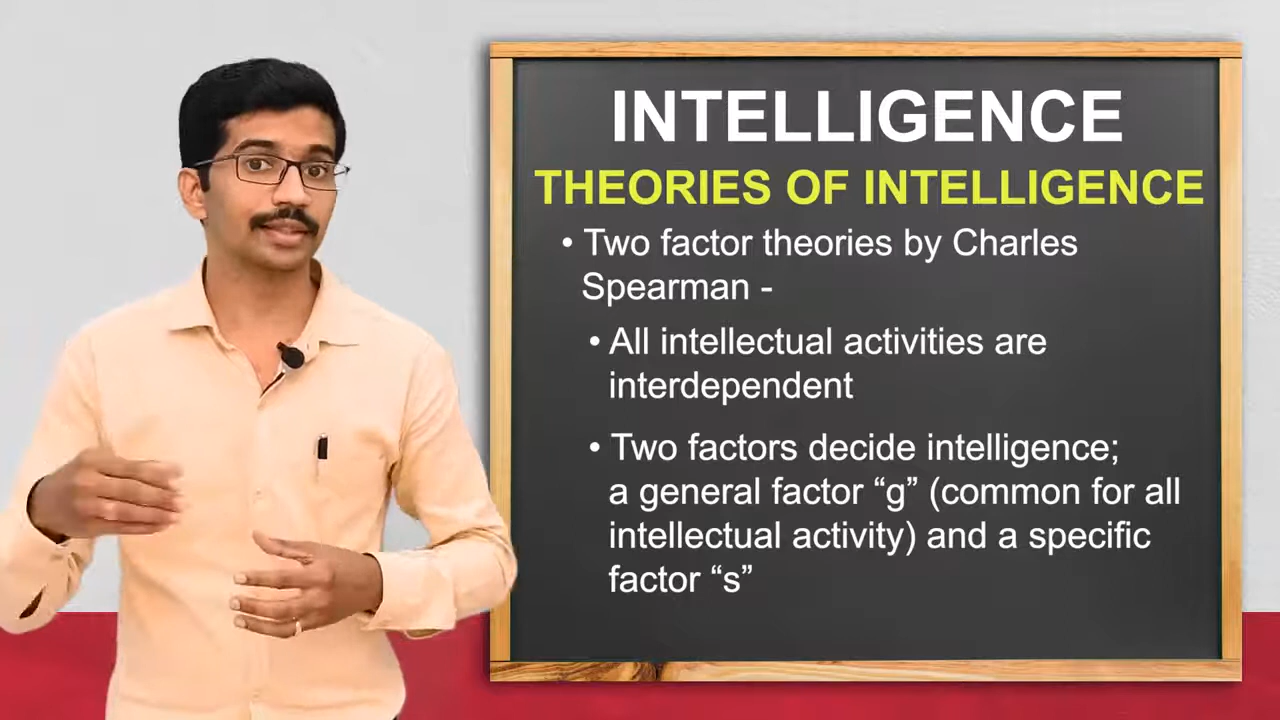 INTELLIGENCE
THEORIES OF INTELLIGENCE
• Two factor theories by Charles
Spearman -
• All intellectual activities are
interdependent
• Two factors decide intelligence;
a general factor “g” (common for all
intellectual activity) and a specific
factor “s”